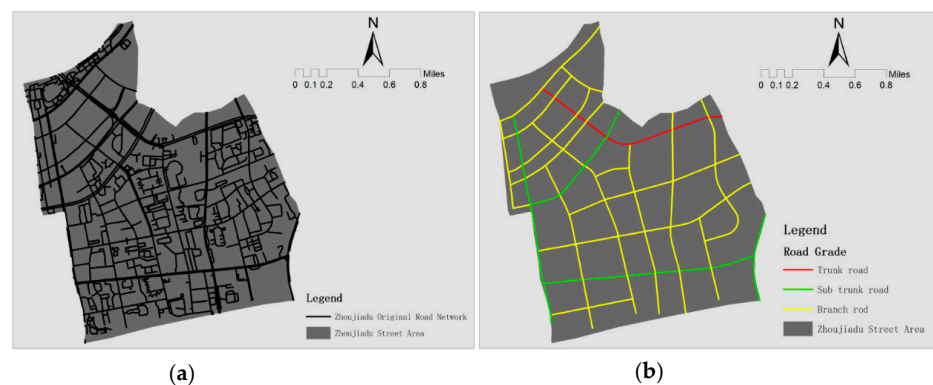 N
0 0.1 0.2 0.4 0.6 0.8 Miles
Legend
Zhoujiadu Original Road Network
Zhoujiadu Street Area
(a)
N
0 0.1 0.2 0.4 0.6 0.8 Miles
Legend
Road Grade
Trunk road
Sub trunk road
Branch rod
Zhoujiadu Street Area
(b)